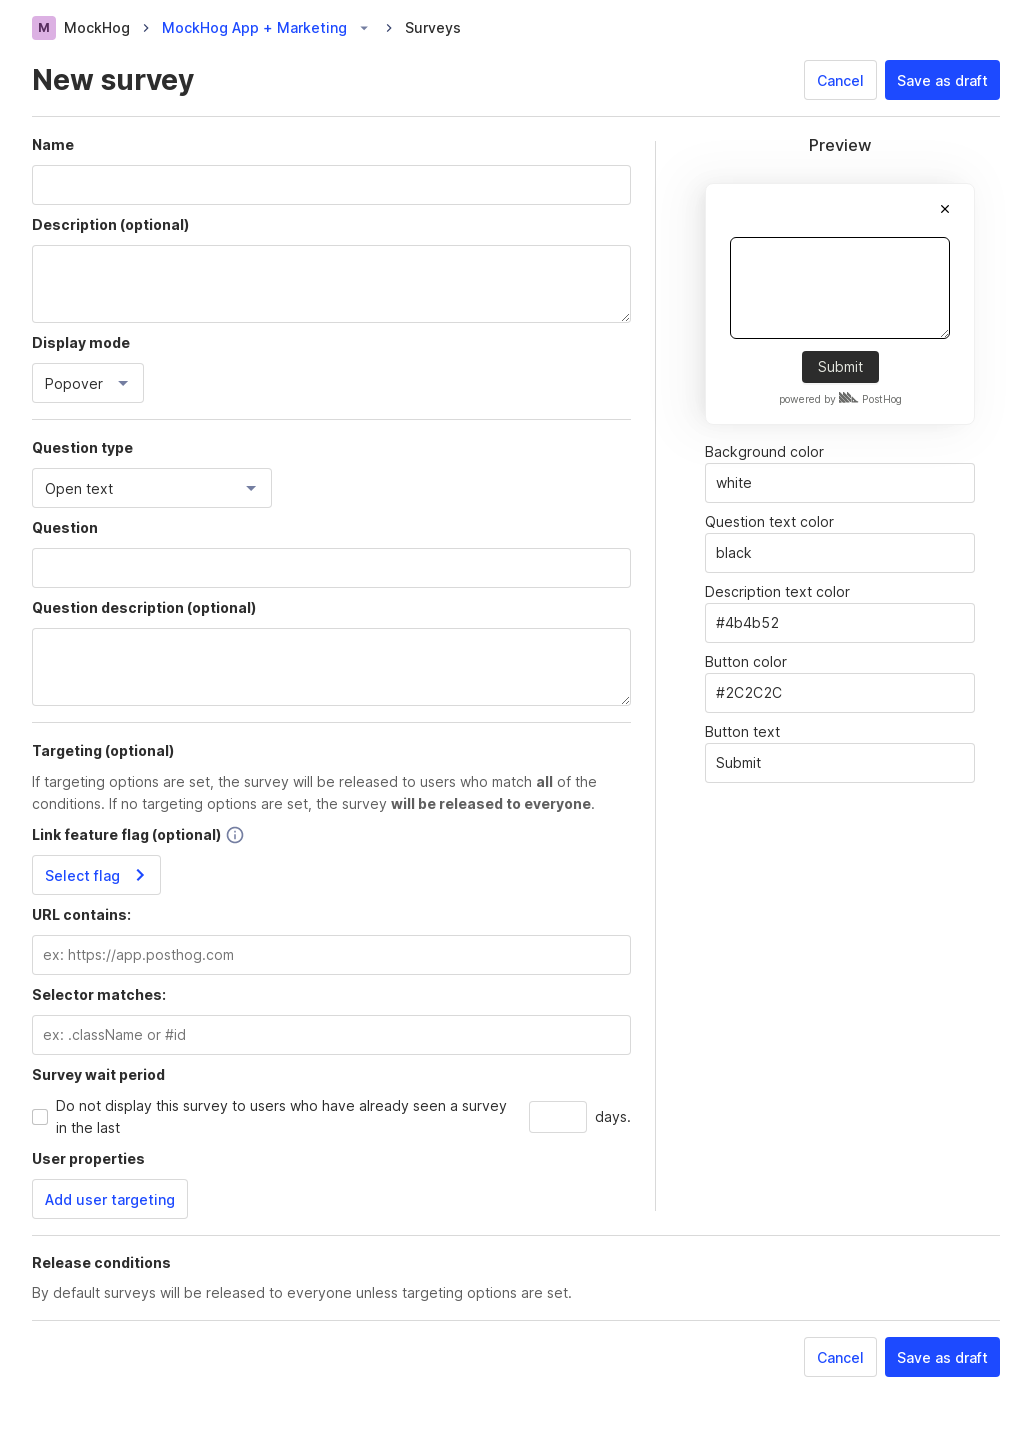 M MockHog MockHog App + Marketing Surveys
New survey
Cancel Save as draft
Name
Description (optional)
Display mode
Popover
Question type
Open text
Question
Question description (optional)
Targeting (optional)
If targeting options are set, the survey will be released to users who match all of the
conditions. If no targeting options are set, the survey will be released to everyone.
Link feature flag (optional)
Select flag
URL contains:
ex: https://app.posthog.com
Selector matches:
ex: .className or #id
Survey wait period
Do not display this survey to users who have already seen a survey
in the last
days.
User properties
Add user targeting
Preview
Submit
powered by PostHog
Background color
white
Question text color
black
Description text color
#4b4b52
Button color
#2C2C2C
Button text
Submit
Release conditions
By default surveys will be released to everyone unless targeting options are set.
Cancel Save as draft